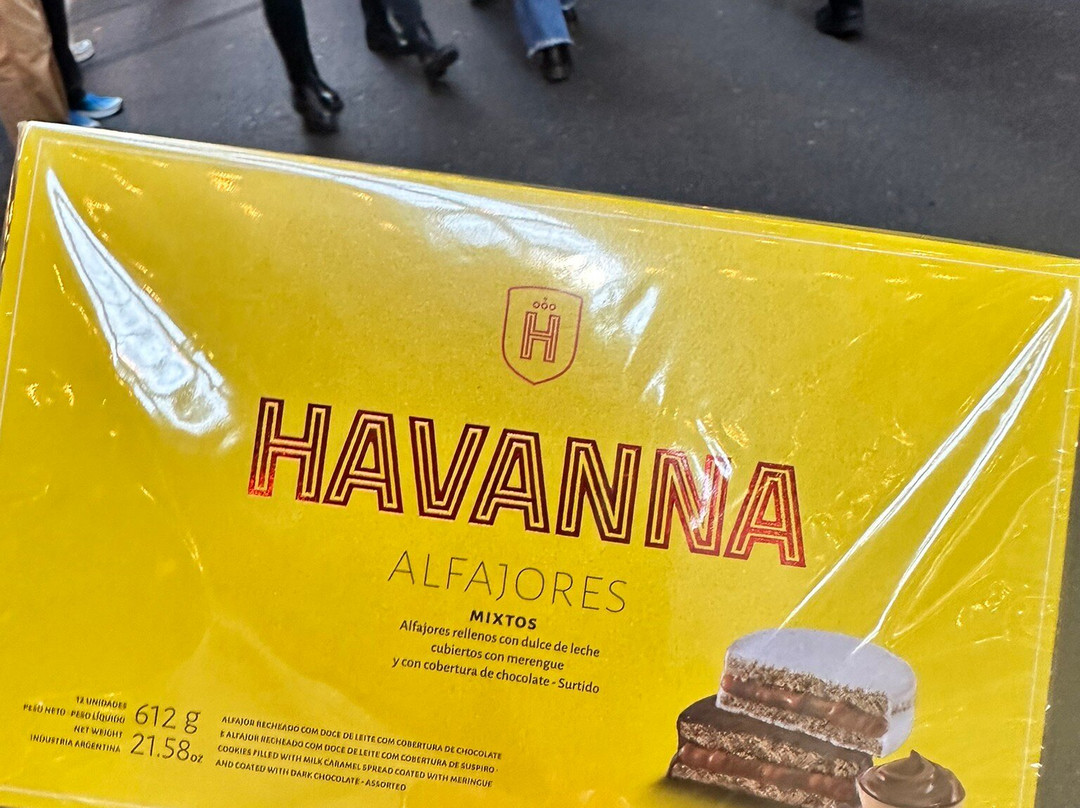 H
HAVANNA
ALFAJORES
MIXTOS
Alfajores rellenos con dulce de leche
cubiertos con merengue
y con cobertura de chocolate - Surtido
12 UNIDADES
PESO NETO · PESO LÍQUIDO 612 g
NET WEIGHT 21.58oz
INDUSTRIA ARGENTINA
ALFAJOR RECHEADO COM DOCE DE LEITE COM COBERTURA DE CHOCOLATE
E ALFAJOR RECHEADO COM DOCE DE LEITE COM COBERTURA DE SUSPIRO ·
COOKIES FILLED WITH MILK CARAMEL SPREAD COATED WITH MERINGUE
AND COATED WITH DARK CHOCOLATE - ASSORTED